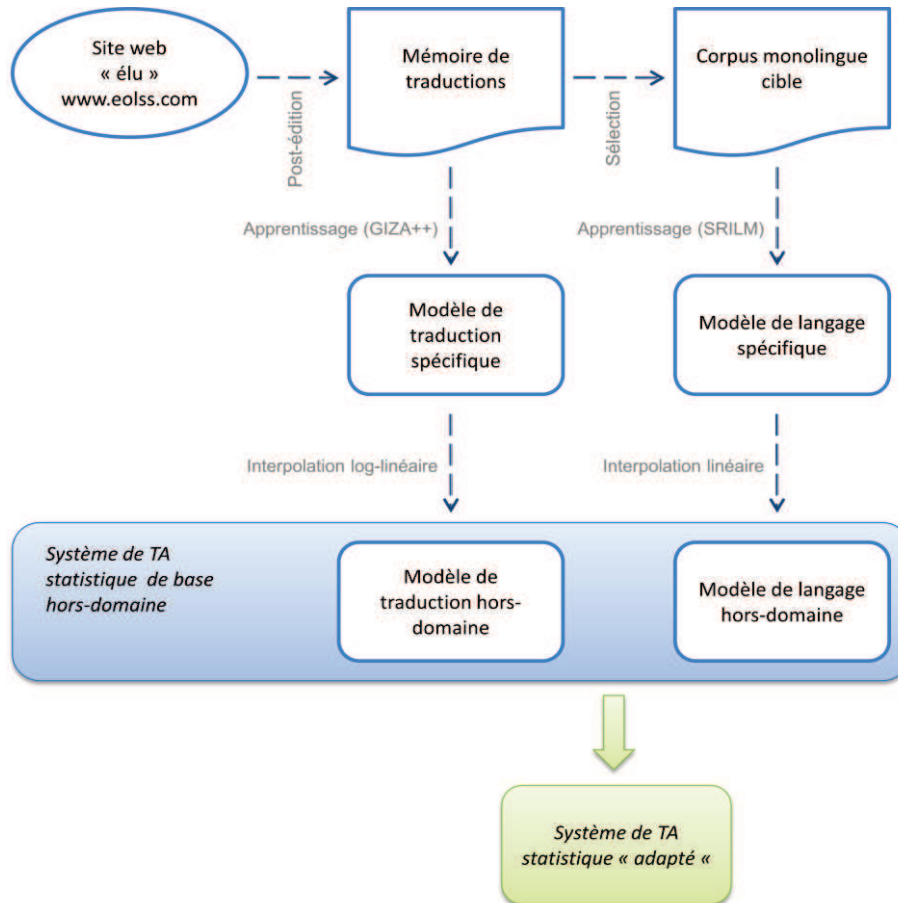 Site web
« élu »
www.eolss.com
Post-édition
Mémoire de
traductions
Sélection
Corpus monolingue
cible
Apprentissage (GIZA++)
Apprentissage (SRILM)
Modèle de
traduction
spécifique
Modèle de langage
spécifique
Interpolation log-linéaire
Interpolation linéaire
Système de TA
statistique de base
hors-domaine
Modèle de
traduction hors-
domaine
Modèle de langage
hors-domaine
Système de TA
statistique « adapté «